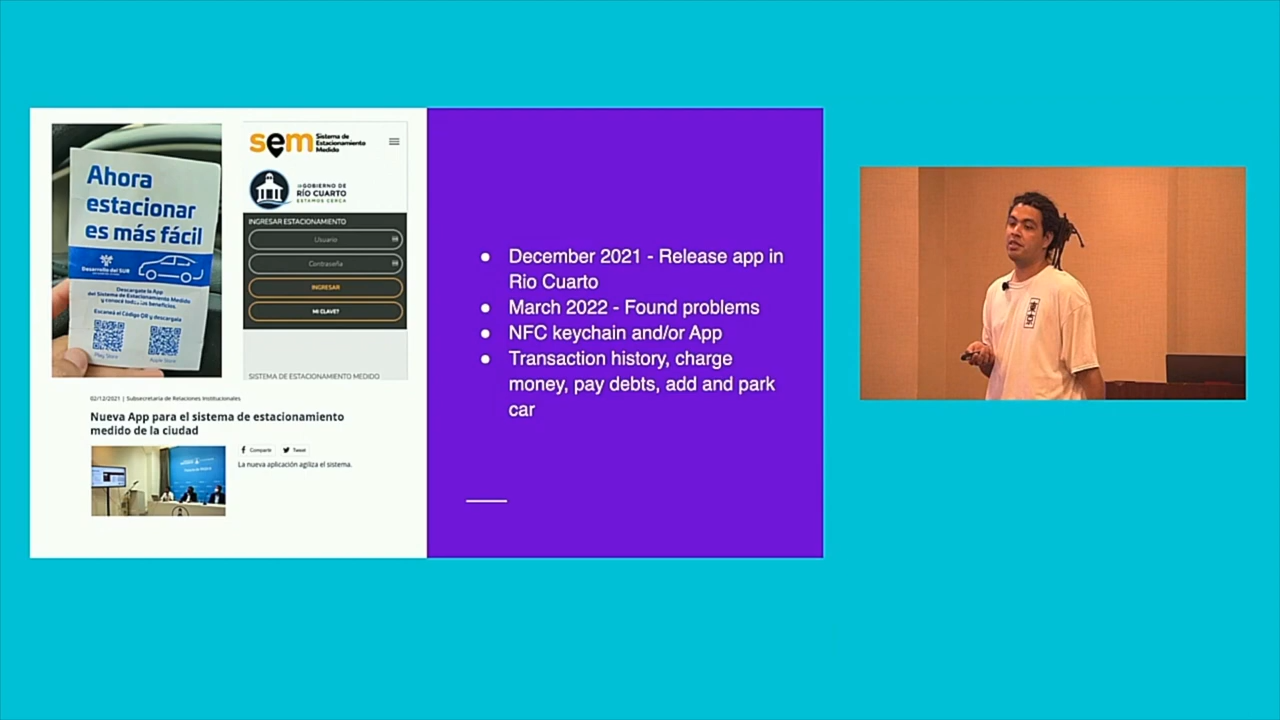 Ahora
estacionar
es más fácil
Desarrollo del SUR
Descargate la App
del Sistema de Estacionamiento Medido
y conocé todos los beneficios.
Escaneá el Código QR y descargala
Play Store
Apple Store
sem
Sistema de
Estacionamiento
Medido
GOBIERNO DE
RÍO CUARTO
ESTAMOS CERCA
INGRESAR ESTACIONAMIENTO
Usuario
Contraseña
INGRESAR
MI CLAVE?
SISTEMA DE ESTACIONAMIENTO MEDIDO
02/12/2021 | Subsecretaría de Relaciones Institucionales
Nueva App para el sistema de estacionamiento
medido de la ciudad
Compartir
Tweet
La nueva aplicación agiliza el sistema.
● December 2021 - Release app in
Rio Cuarto
● March 2022 - Found problems
● NFC keychain and/or App
● Transaction history, charge
money, pay debts, add and park
car